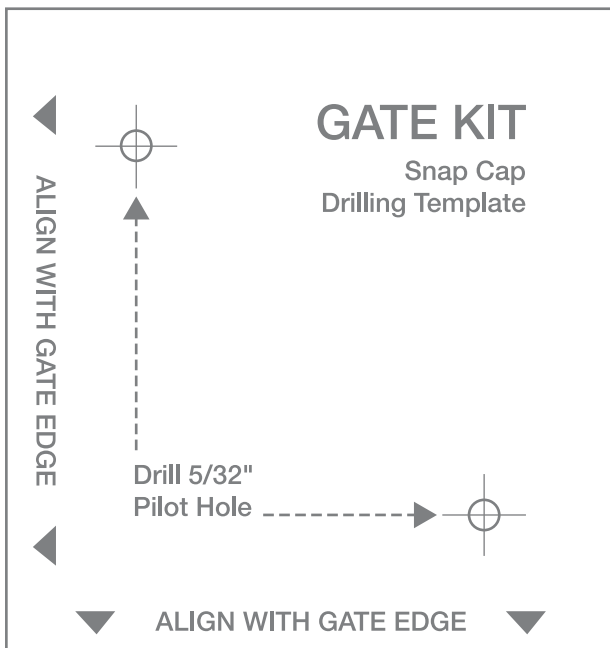 GATE KIT
Snap Cap
Drilling Template
ALIGN WITH GATE EDGE
Drill 5/32"
Pilot Hole
ALIGN WITH GATE EDGE